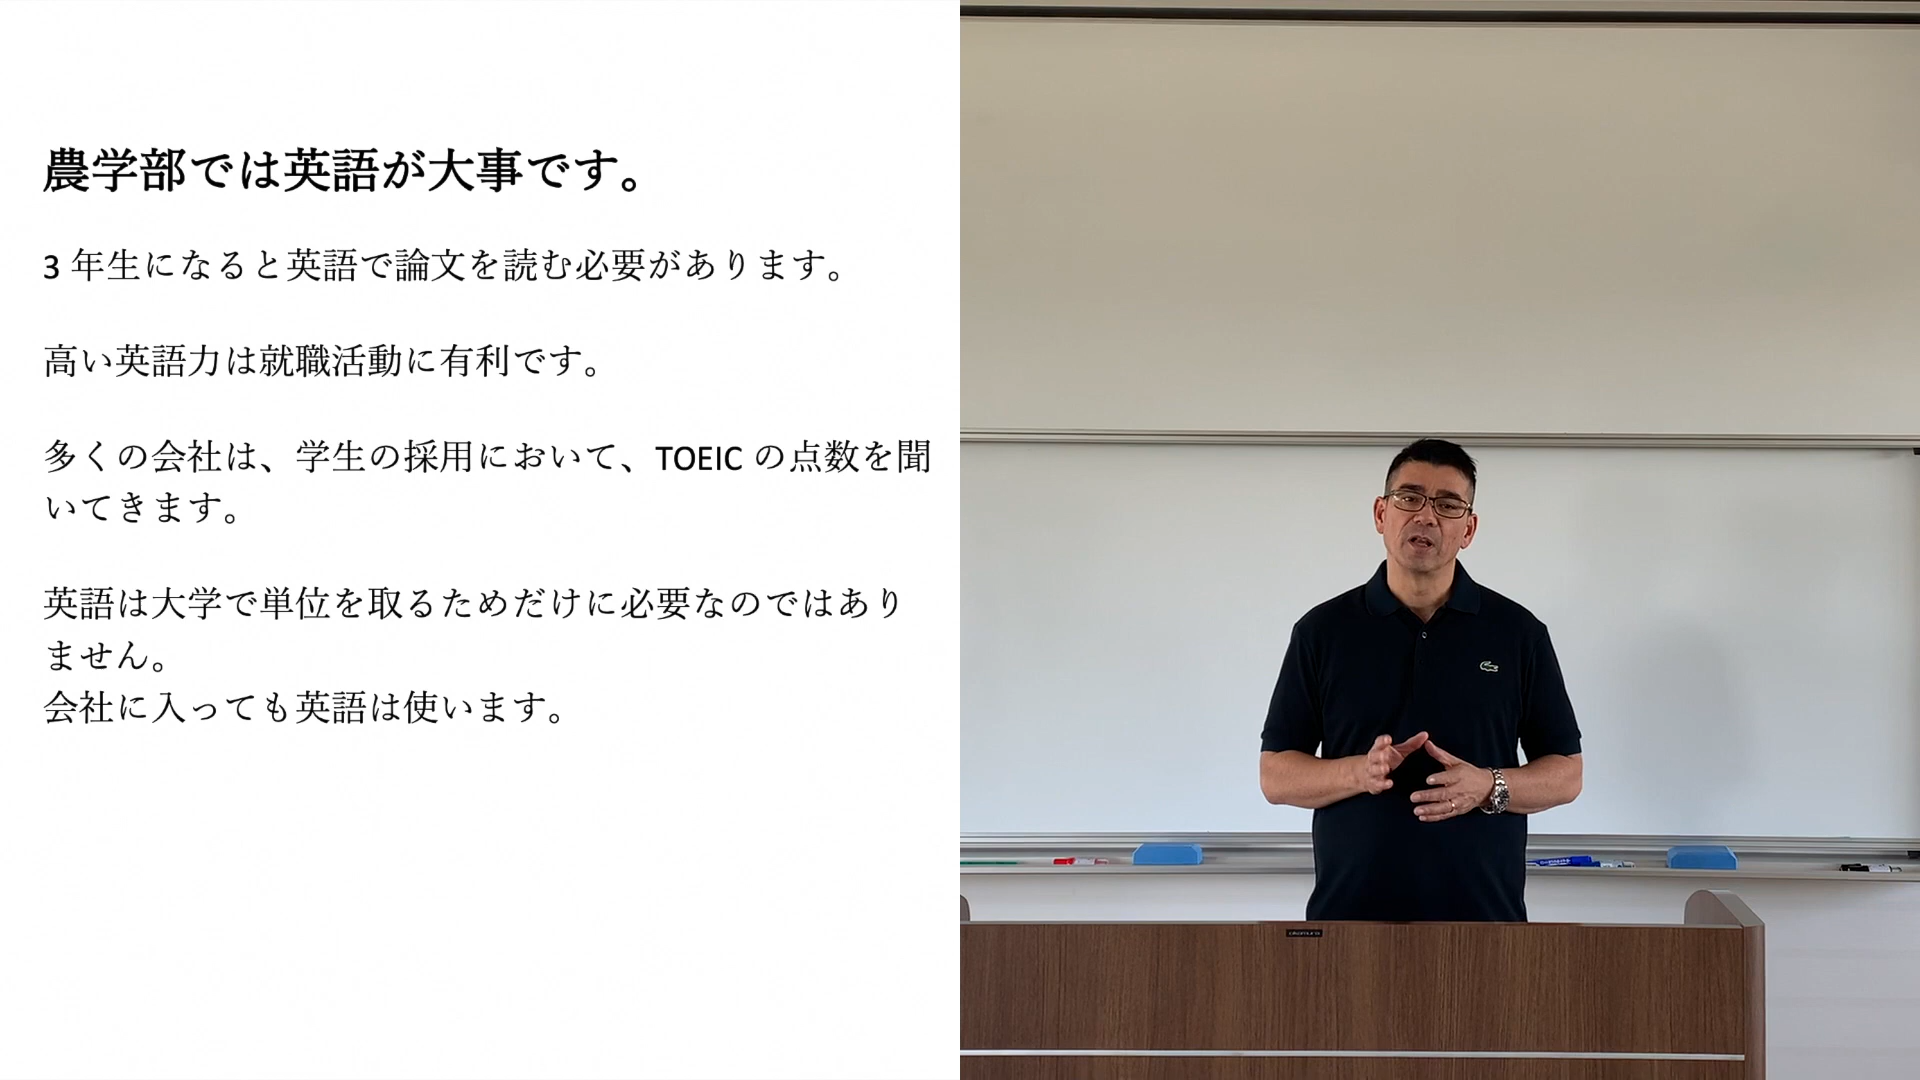 農学部では英語が大事です。
3 年生になると英語で論文を読む必要があります。
高い英語力は就職活動に有利です。
多くの会社は、学生の採用において、TOEIC の点数を聞
いてきます。
英語は大学で単位を取るためだけに必要なのではあり
ません。
会社に入っても英語は使います。